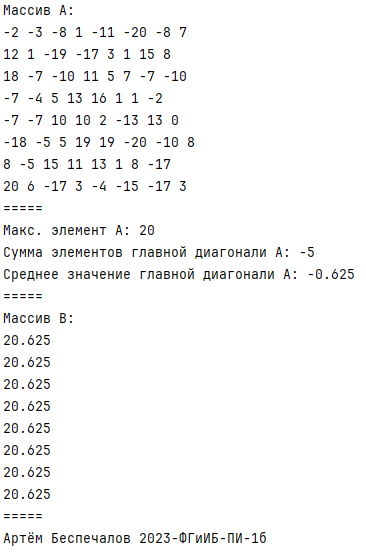 Массив A:
-2 -3 -8 1 -11 -20 -8 7
12 1 -19 -17 3 1 15 8
18 -7 -10 11 5 7 -7 -10
-7 -4 5 13 16 1 1 -2
-7 -7 10 10 2 -13 13 0
-18 -5 5 19 19 -20 -10 8
8 -5 15 11 13 1 8 -17
20 6 -17 3 -4 -15 -17 3
=====
Макс. элемент A: 20
Сумма элементов главной диагонали A: -5
Среднее значение главной диагонали A: -0.625
=====
Массив B:
20.625
20.625
20.625
20.625
20.625
20.625
20.625
20.625
=====
Артём Беспечалов 2023-ФГиИБ-ПИ-1б